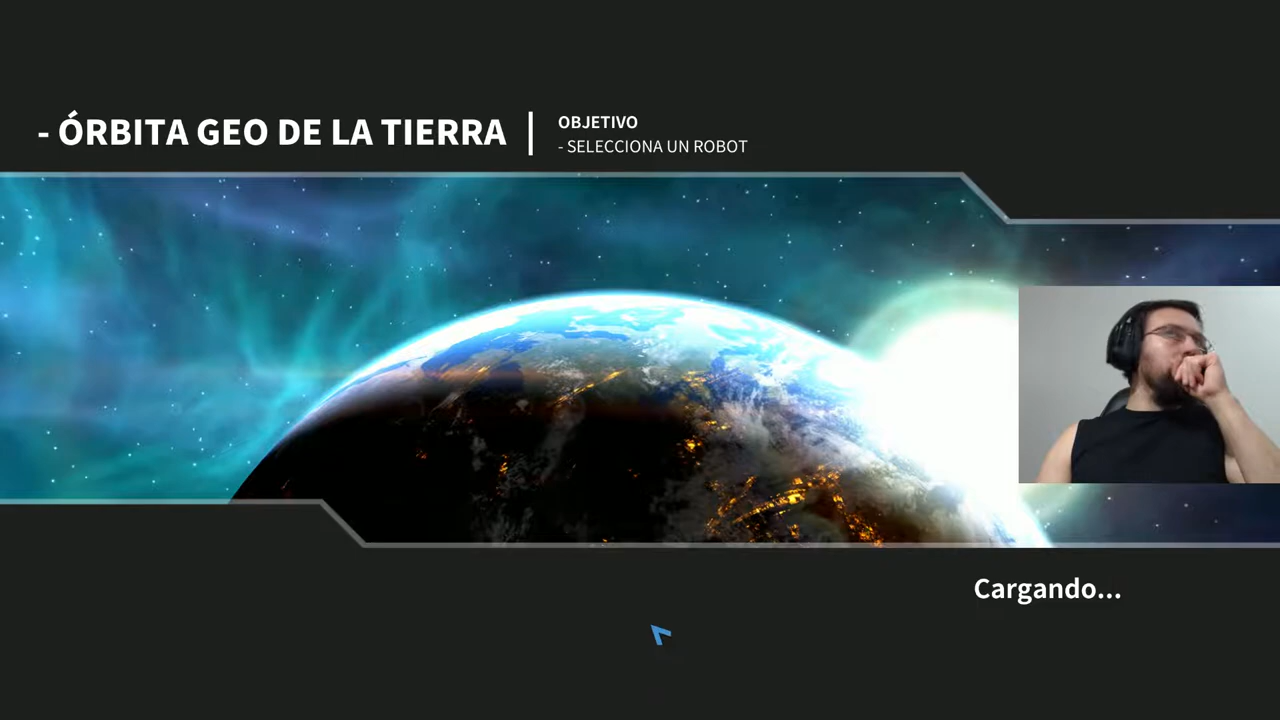 - ÓRBITA GEO DE LA TIERRA
OBJETIVO
- SELECCIONA UN ROBOT
Cargando...